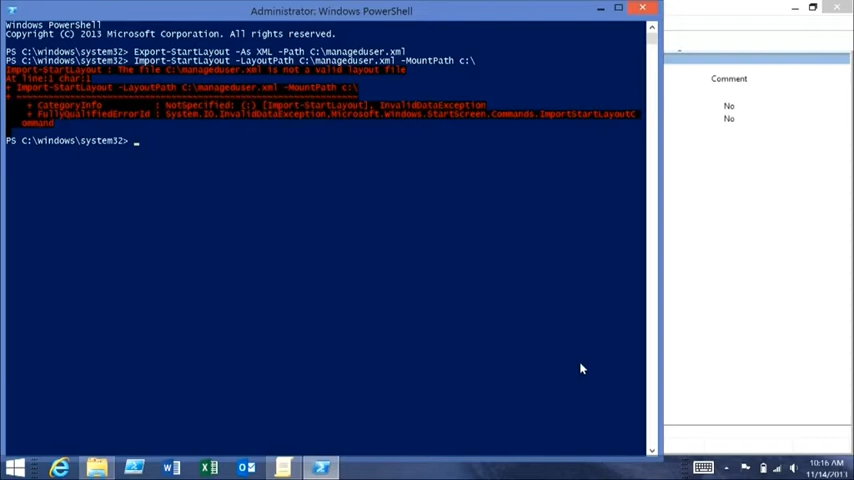 Administrator: Windows PowerShell
Windows PowerShell
Copyright (C) 2013 Microsoft Corporation. All rights reserved.
PS C:\windows\system32> Export-StartLayout -As XML -Path C:\manageduser.xml
PS C:\windows\system32> Import-StartLayout -LayoutPath C:\manageduser.xml -MountPath c:\
Import-StartLayout : The file C:\manageduser.xml is not a valid layout file
At line:1 char:1
+ Import-StartLayout -LayoutPath C:\manageduser.xml -MountPath c:\
+ ~~~~~~~~~~~~~~~~~~~~~~~~~~~~~~~~~~~~~~~~~~~~~~~~~~~~~~~~~~~~~~~~
+ CategoryInfo : NotSpecified: (:) [Import-StartLayout], InvalidDataException
+ FullyQualifiedErrorId : System.IO.InvalidDataException,Microsoft.Windows.StartScreen.Commands.ImportStartLayoutC
ommand
PS C:\windows\system32> _
Comment
No
No
10:16 AM
11/14/2013